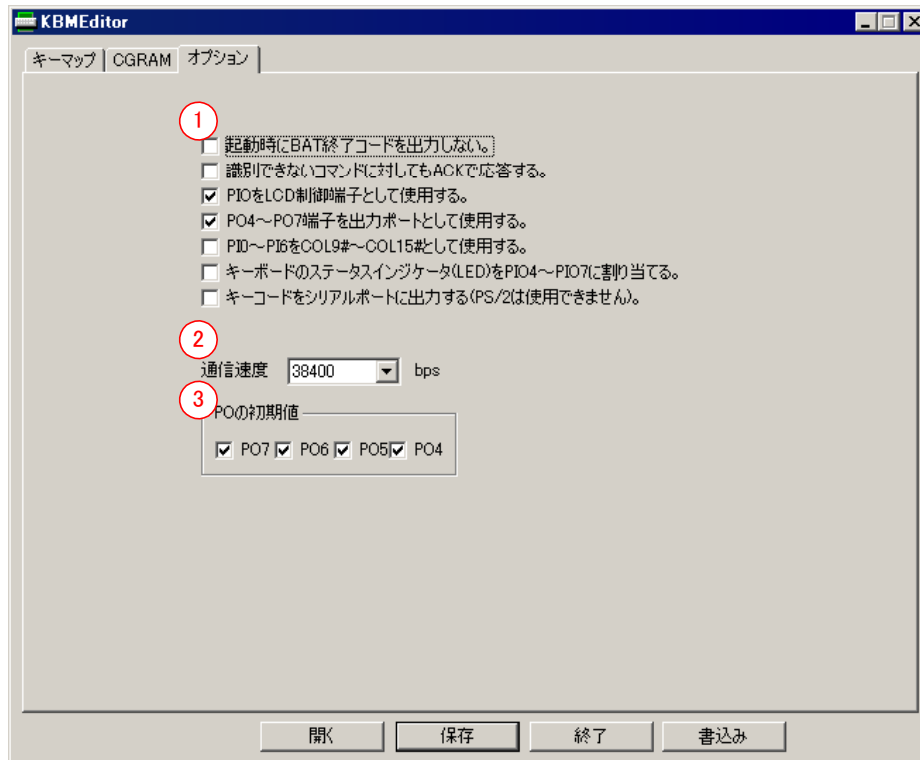 KBMEditor
キーマップ CGRAM オプション
1
起動時にBAT終了コードを出力しない。
識別できないコマンドに対してもACKで応答する。
PIOをLCD制御端子として使用する。
PO4～PO7端子を出力ポートとして使用する。
PI0～PI6をCOL9#～COL15#として使用する。
キーボードのステータスインジケータ(LED)をPIO4～PIO7に割り当てる。
キーコードをシリアルポートに出力する(PS/2は使用できません)。
2
通信速度 38400 bps
3
POの初期値
PO7 PO6 PO5 PO4
開く 保存 終了 書込み